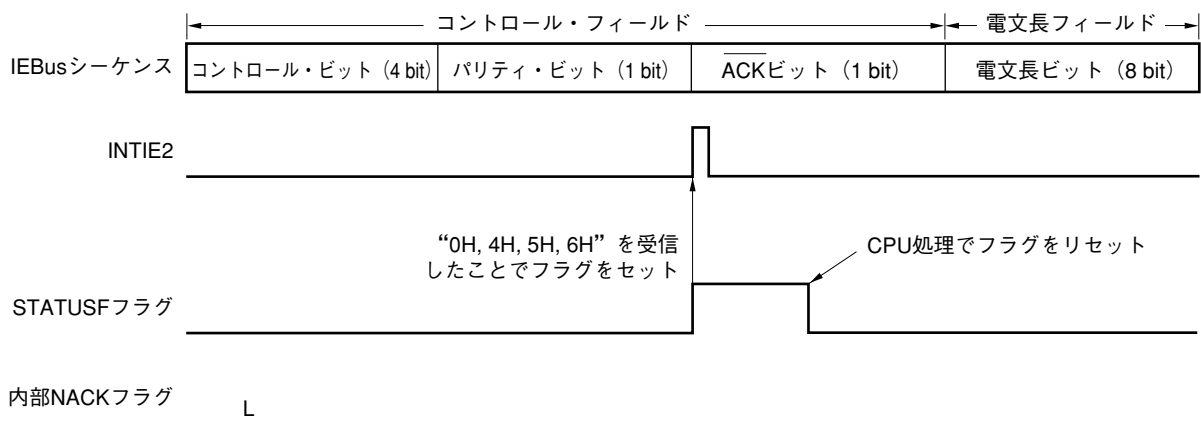 コントロール・フィールド
電文長フィールド
IEBusシーケンス
コントロール・ビット（4 bit）
パリティ・ビット（1 bit）
ACKビット（1 bit）
電文長ビット（8 bit）
INTIE2
“0H, 4H, 5H, 6H”を受信
したことでフラグをセット
CPU処理でフラグをリセット
STATUSFフラグ
内部NACKフラグ
L